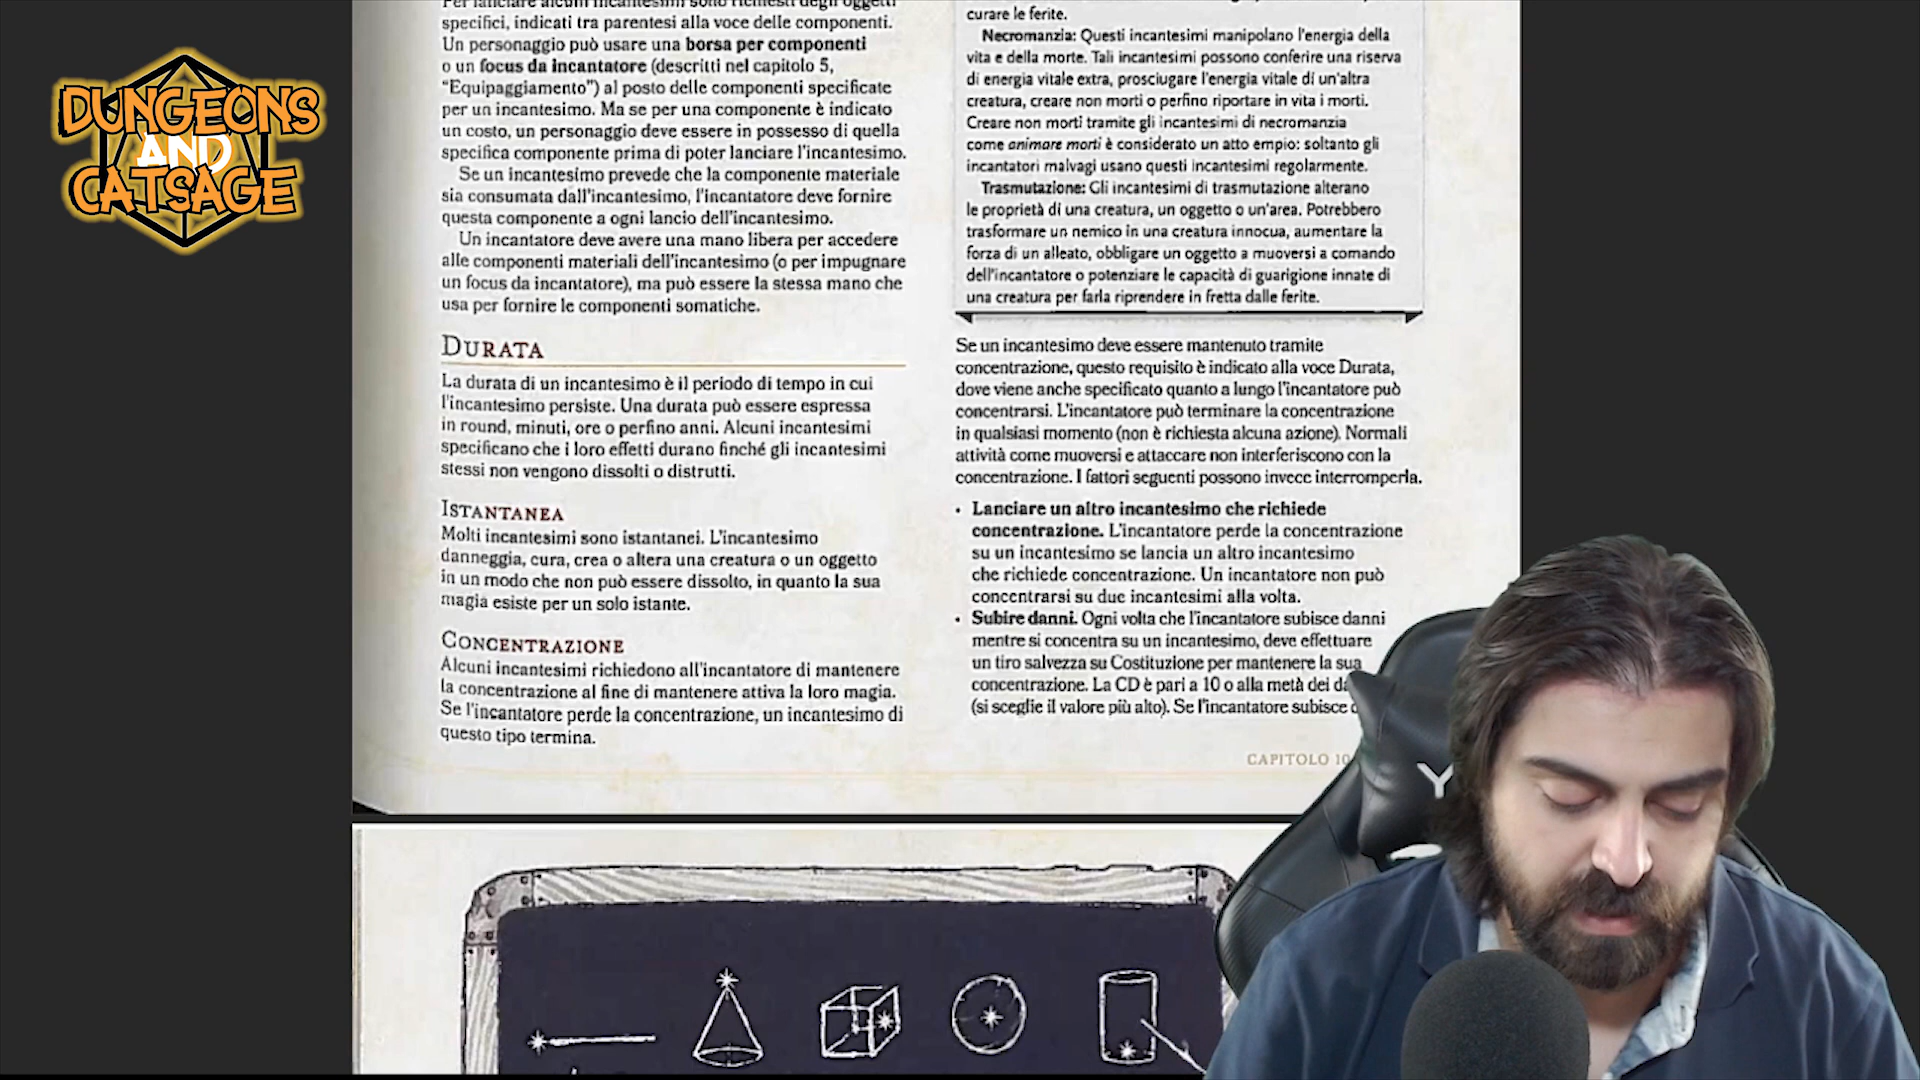 DUNGEONS
AND
CATSAGE
Per lanciare alcuni incantesimi sono richiesti degli oggetti
specifici, indicati tra parentesi alla voce delle componenti.
Un personaggio può usare una borsa per componenti
o un focus da incantatore (descritti nel capitolo 5,
"Equipaggiamento") al posto delle componenti specificate
per un incantesimo. Ma se per una componente è indicato
un costo, un personaggio deve essere in possesso di quella
specifica componente prima di poter lanciare l'incantesimo.
Se un incantesimo prevede che la componente materiale
sia consumata dall'incantesimo, l'incantatore deve fornire
questa componente a ogni lancio dell'incantesimo.
Un incantatore deve avere una mano libera per accedere
alle componenti materiali dell'incantesimo (o per impugnare
un focus da incantatore), ma può essere la stessa mano che
usa per fornire le componenti somatiche.
DURATA
La durata di un incantesimo è il periodo di tempo in cui
l'incantesimo persiste. Una durata può essere espressa
in round, minuti, ore o perfino anni. Alcuni incantesimi
specificano che i loro effetti durano finché gli incantesimi
stessi non vengono dissolti o distrutti.
ISTANTANEA
Molti incantesimi sono istantanei. L'incantesimo
danneggia, cura, crea o altera una creatura o un oggetto
in un modo che non può essere dissolto, in quanto la sua
magia esiste per un solo istante.
CONCENTRAZIONE
Alcuni incantesimi richiedono all'incantatore di mantenere
la concentrazione al fine di mantenere attiva la loro magia.
Se l'incantatore perde la concentrazione, un incantesimo di
questo tipo termina.
curare le ferite.
Necromanzia: Questi incantesimi manipolano l'energia della
vita e della morte. Tali incantesimi possono conferire una riserva
di energia vitale extra, prosciugare l'energia vitale di un'altra
creatura, creare non morti o perfino riportare in vita i morti.
Creare non morti tramite gli incantesimi di necromanzia
come animare morti è considerato un atto empio: soltanto gli
incantatori malvagi usano questi incantesimi regolarmente.
Trasmutazione: Gli incantesimi di trasmutazione alterano
le proprietà di una creatura, un oggetto o un'area. Potrebbero
trasformare un nemico in una creatura innocua, aumentare la
forza di un alleato, obbligare un oggetto a muoversi a comando
dell'incantatore o potenziare le capacità di guarigione innate di
una creatura per farla riprendere in fretta dalle ferite.
Se un incantesimo deve essere mantenuto tramite
concentrazione, questo requisito è indicato alla voce Durata,
dove viene anche specificato quanto a lungo l'incantatore può
concentrarsi. L'incantatore può terminare la concentrazione
in qualsiasi momento (non è richiesta alcuna azione). Normali
attività come muoversi e attaccare non interferiscono con la
concentrazione. I fattori seguenti possono invece interromperla.
• Lanciare un altro incantesimo che richiede
concentrazione. L'incantatore perde la concentrazione
su un incantesimo se lancia un altro incantesimo
che richiede concentrazione. Un incantatore non può
concentrarsi su due incantesimi alla volta.
• Subire danni. Ogni volta che l'incantatore subisce danni
mentre si concentra su un incantesimo, deve effettuare
un tiro salvezza su Costituzione per mantenere la sua
concentrazione. La CD è pari a 10 o alla metà dei
(si sceglie il valore più alto). Se l'incantatore subisce
CAPITOLO 10